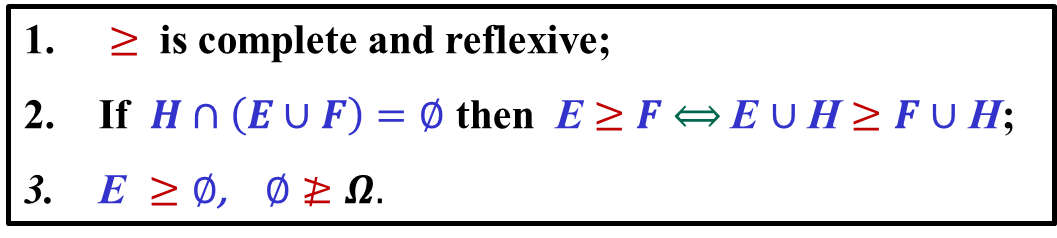 1. ≥ is complete and reflexive;
2. If H ∩ (E ∪ F) = ∅ then E ≥ F ⟺ E ∪ H ≥ F ∪ H;
3. E ≥ ∅, ∅ ≱ Ω.